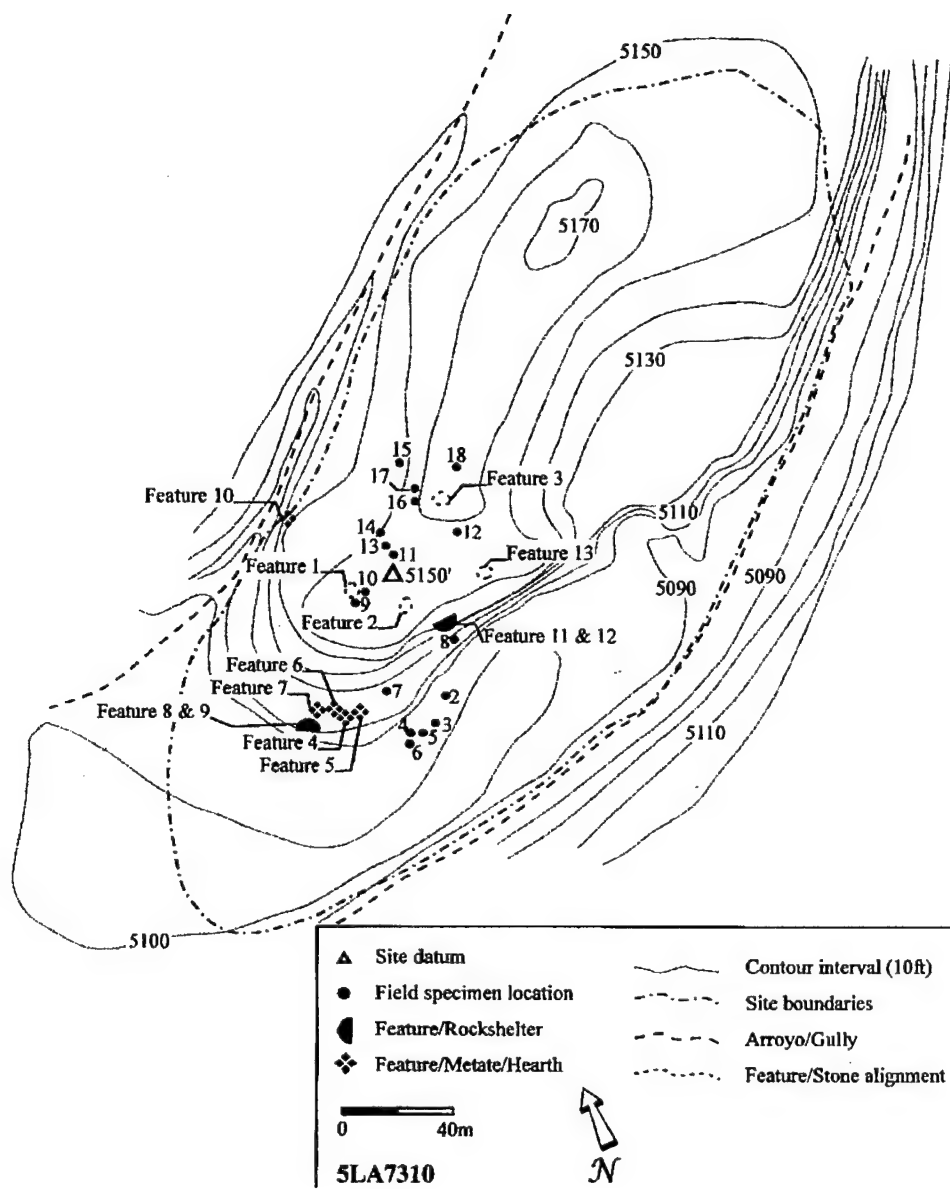 5150
5170
5130
15
18
17
Feature 3
Feature 10
16
5110
14
12
13
11
Feature 13
Feature 1
10
5150'
5090
9
5090
Feature 2
8
Feature 11 & 12
Feature 6
Feature 7
7
2
Feature 8 & 9
4
3
5
5110
Feature 4
6
Feature 5
5100
Site datum
Field specimen location
Feature/Rockshelter
Feature/Metate/Hearth
Contour interval (10ft)
Site boundaries
Arroyo/Gully
Feature/Stone alignment
0
40m
N
5LA7310